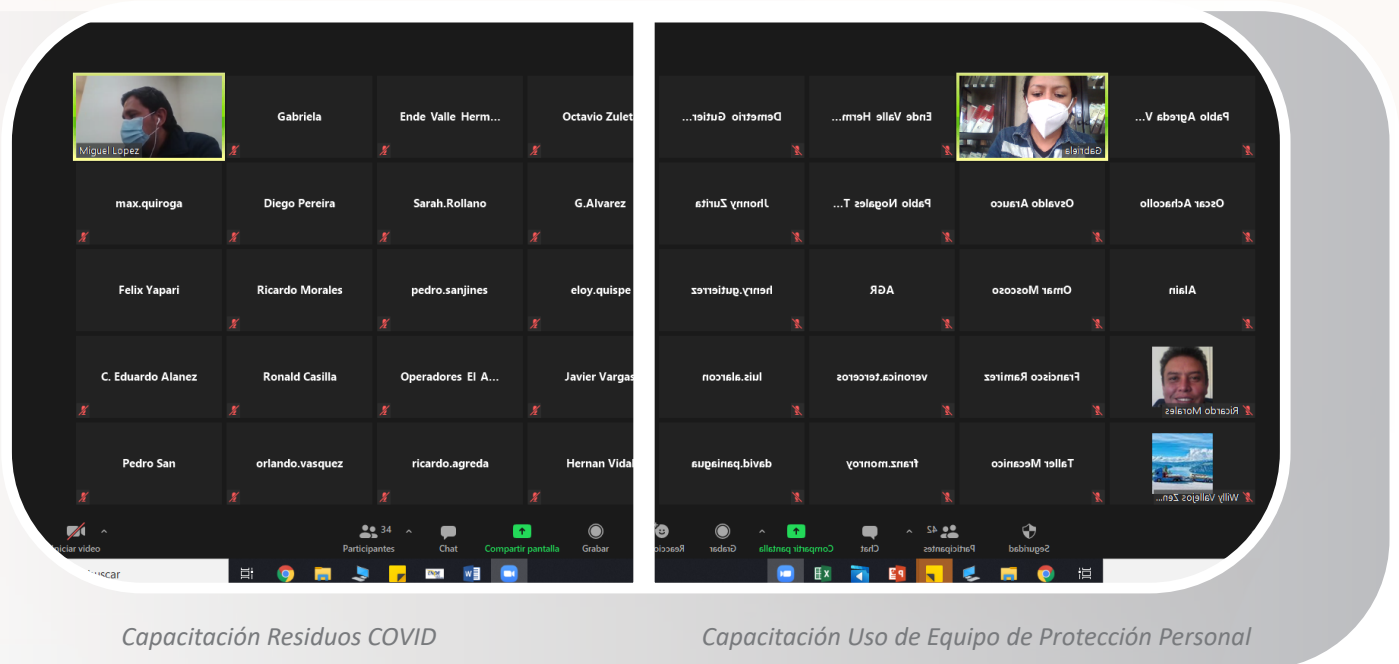 Gabriela
Ende Valle Herm...
Octavio Zulet
Miguel Lopez
max.quiroga
Diego Pereira
Sarah.Rollano
G.Alvarez
Felix Yapari
Ricardo Morales
pedro.sanjines
eloy.quispe
C. Eduardo Alanez
Ronald Casilla
Operadores El A...
Javier Vargas
Pedro San
orlando.vasquez
ricardo.agreda
Hernan Vidal
34
iniciar video
Participantes
Chat
Compartir pantalla
Grabar
uscar
Demetrio Gutier...
Ende Valle Herm...
Gabriela
Pablo Agreda V...
Jhonny Zurita
Pablo Nogales T...
Osvaldo Arauco
Oscar Achacollo
henry.gutierrez
AGR
Omar Moscoso
Alain
luis.alarcon
veronica.terceros
Francisco Ramirez
Ricardo Morales
david.paniagua
franz.monroy
Taller Mecanico
Willy Vallejos Zen...
42
Reacció
Grabar
Compartir pantalla
Chat
Participantes
Seguridad
Capacitación Residuos COVID
Capacitación Uso de Equipo de Protección Personal